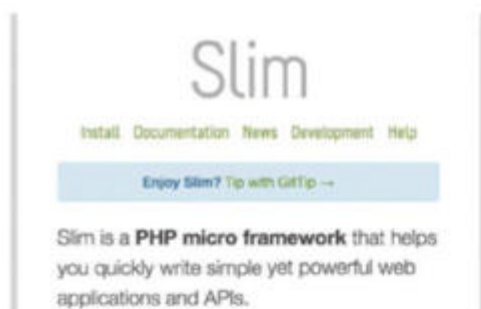 Slim
Install Documentation News Development Help
Enjoy Slim? Tip with GitTip →
Slim is a PHP micro framework that helps
you quickly write simple yet powerful web
applications and APIs.